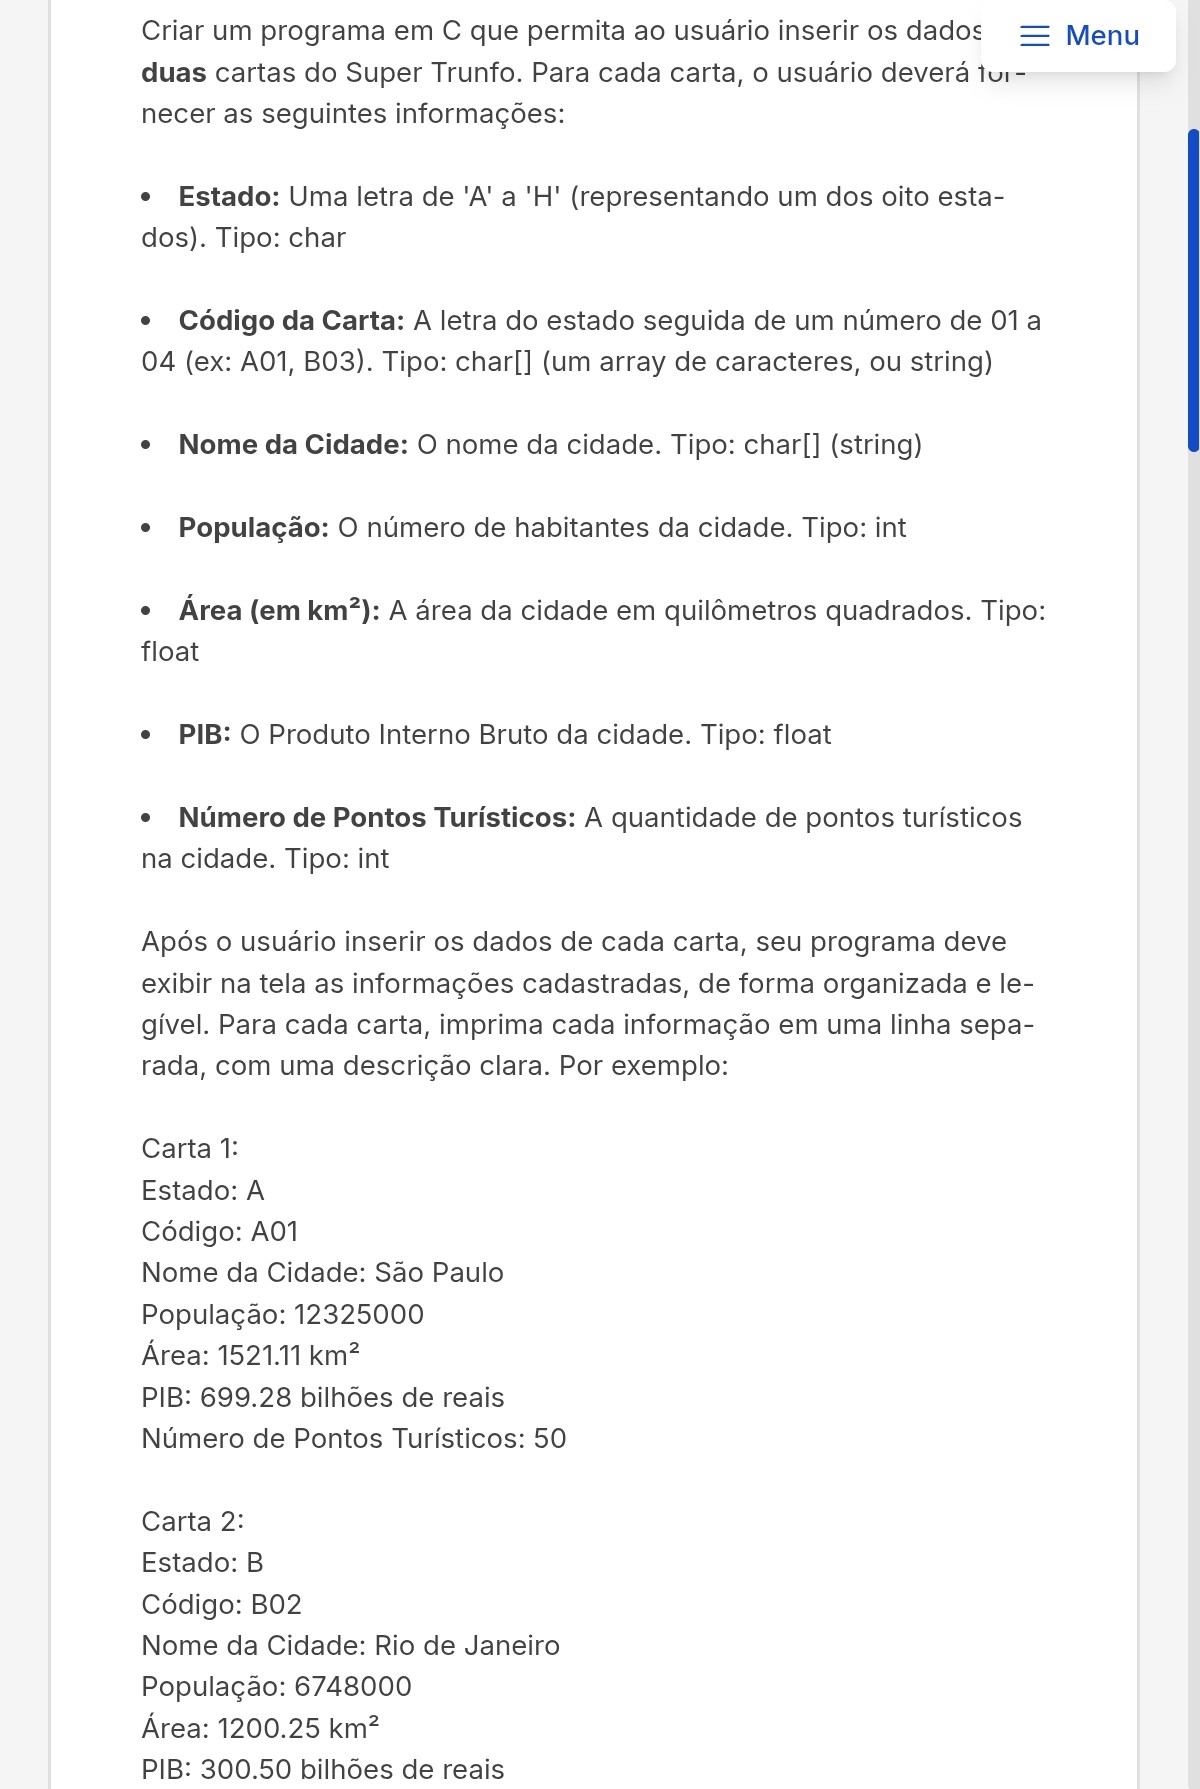 Criar um programa em C que permita ao usuário inserir os dados
Menu
duas cartas do Super Trunfo. Para cada carta, o usuário deverá for-
necer as seguintes informações:
• Estado: Uma letra de 'A' a 'H' (representando um dos oito esta-
dos). Tipo: char
• Código da Carta: A letra do estado seguida de um número de 01 a
04 (ex: A01, B03). Tipo: char[] (um array de caracteres, ou string)
• Nome da Cidade: O nome da cidade. Tipo: char[] (string)
• População: O número de habitantes da cidade. Tipo: int
• Área (em km²): A área da cidade em quilômetros quadrados. Tipo:
float
• PIB: O Produto Interno Bruto da cidade. Tipo: float
• Número de Pontos Turísticos: A quantidade de pontos turísticos
na cidade. Tipo: int
Após o usuário inserir os dados de cada carta, seu programa deve
exibir na tela as informações cadastradas, de forma organizada e le-
gível. Para cada carta, imprima cada informação em uma linha sepa-
rada, com uma descrição clara. Por exemplo:
Carta 1:
Estado: A
Código: A01
Nome da Cidade: São Paulo
População: 12325000
Área: 1521.11 km²
PIB: 699.28 bilhões de reais
Número de Pontos Turísticos: 50
Carta 2:
Estado: B
Código: B02
Nome da Cidade: Rio de Janeiro
População: 6748000
Área: 1200.25 km²
PIB: 300.50 bilhões de reais